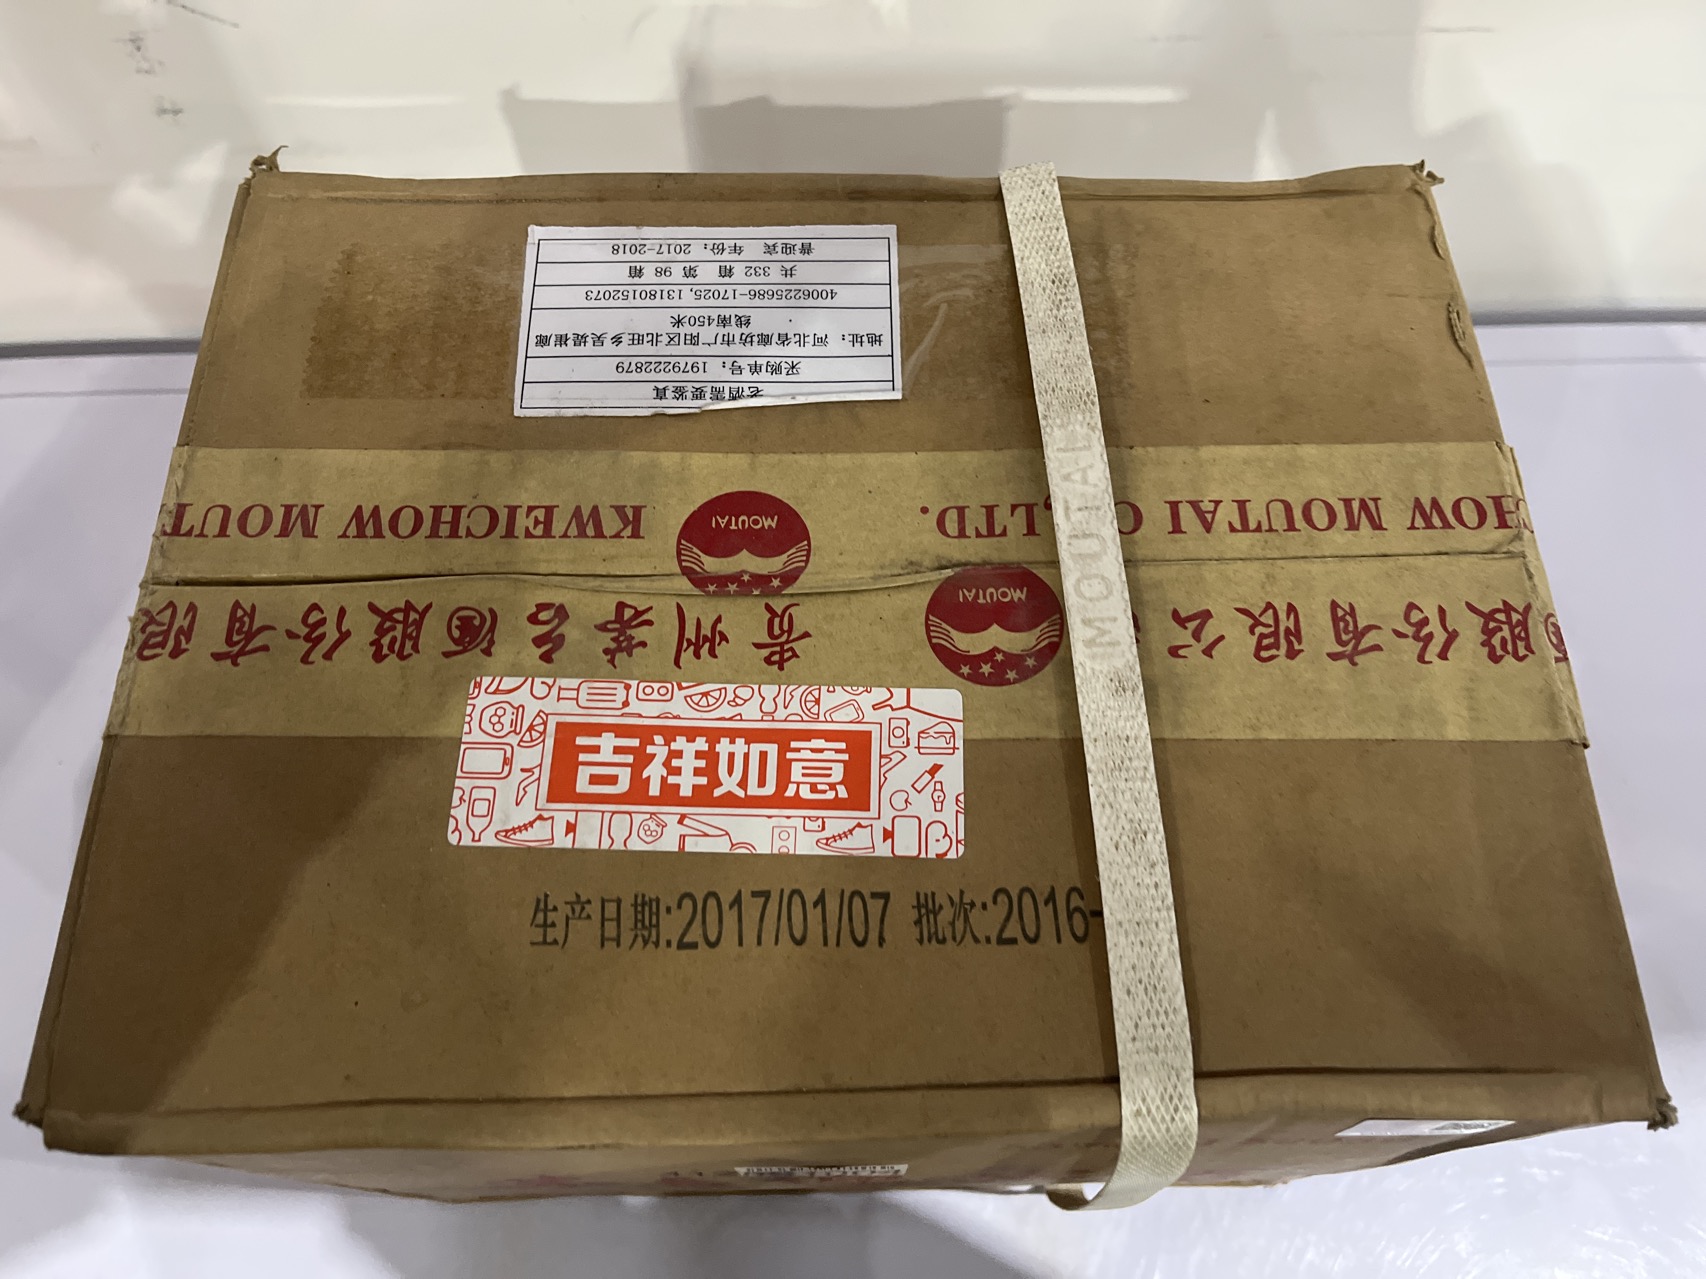 老酒需要鉴真
采购单号：1979222879
地址：河北省廊坊市广阳区北旺乡吴堤崔廊
线南450米
4006225686-17025,13180152073
共 332 箱 第 98 箱
普迎宾 年份：2017-2018
CHOW MOUTAI C
,LTD.
KWEICHOW MOUT
MOUTAI
MOUTAI
股份有限公
贵州茅台酒股份有限
MOUTAI
吉祥如意
生产日期:2017/01/07 批次:2016-